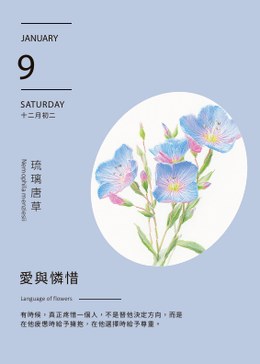 JANUARY
9
SATURDAY
十二月初二
琉璃唐草
Nemophila menziesii
愛與憐惜
Language of flowers
有時候，真正疼惜一個人，不是替他決定方向，而是
在他疲憊時給予擁抱，在他選擇時給予尊重。